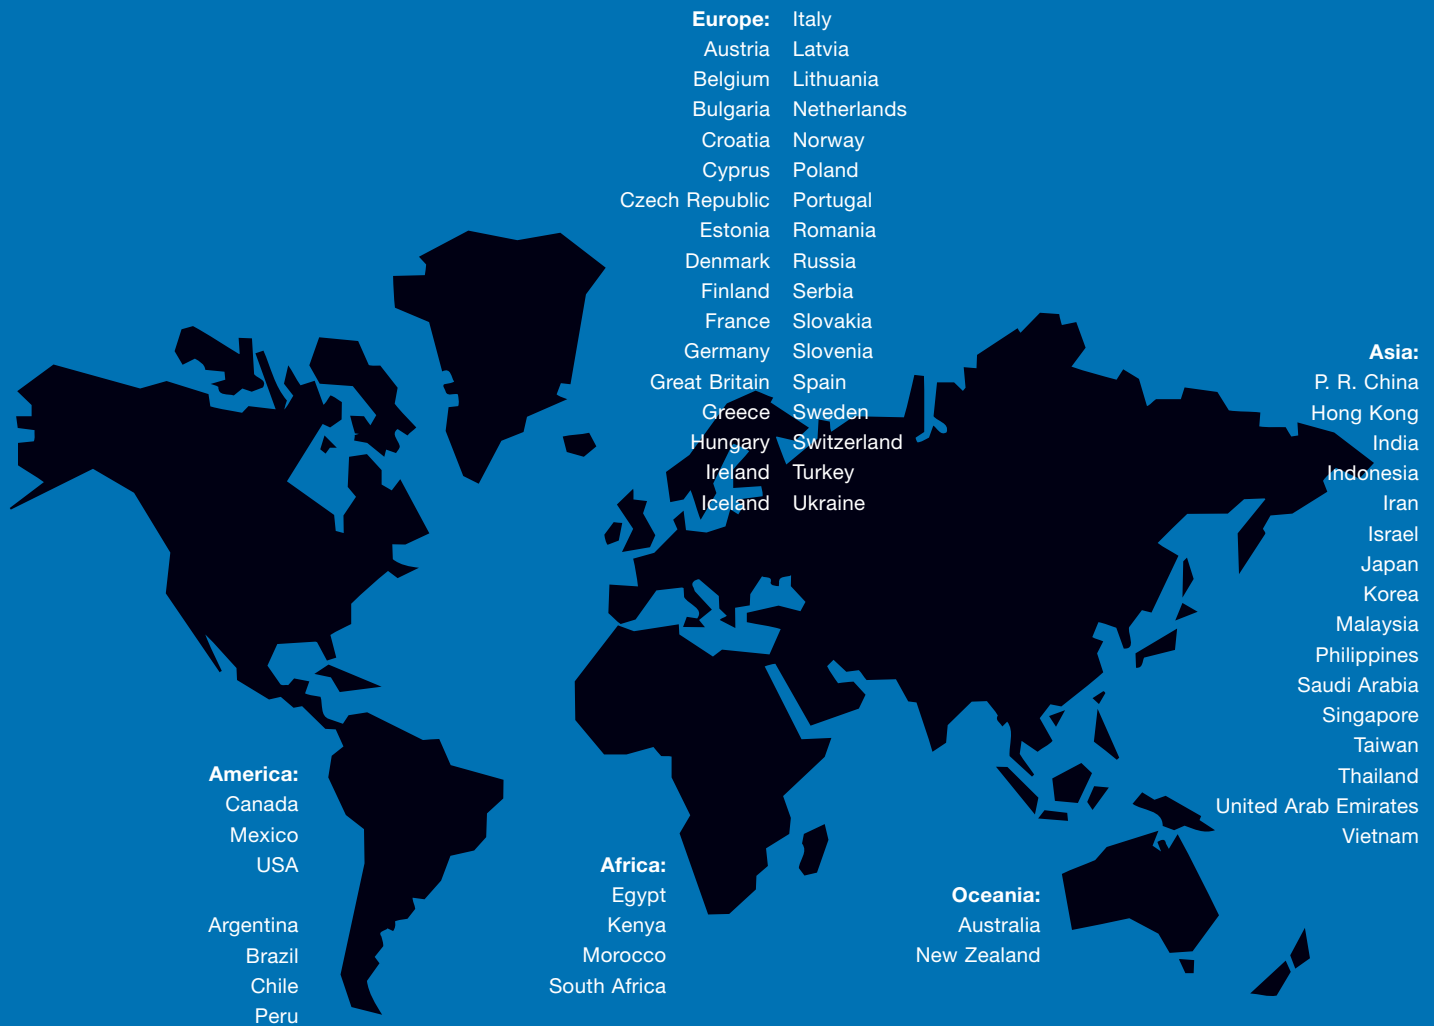 Europe:
Austria
Belgium
Bulgaria
Croatia
Cyprus
Czech Republic
Estonia
Denmark
Finland
France
Germany
Great Britain
Greece
Hungary
Ireland
Iceland
Italy
Latvia
Lithuania
Netherlands
Norway
Poland
Portugal
Romania
Russia
Serbia
Slovakia
Slovenia
Spain
Sweden
Switzerland
Turkey
Ukraine
Asia:
P. R. China
Hong Kong
India
Indonesia
Iran
Israel
Japan
Korea
Malaysia
Philippines
Saudi Arabia
Singapore
Taiwan
Thailand
United Arab Emirates
Vietnam
America:
Canada
Mexico
USA
Argentina
Brazil
Chile
Peru
Africa:
Egypt
Kenya
Morocco
South Africa
Oceania:
Australia
New Zealand